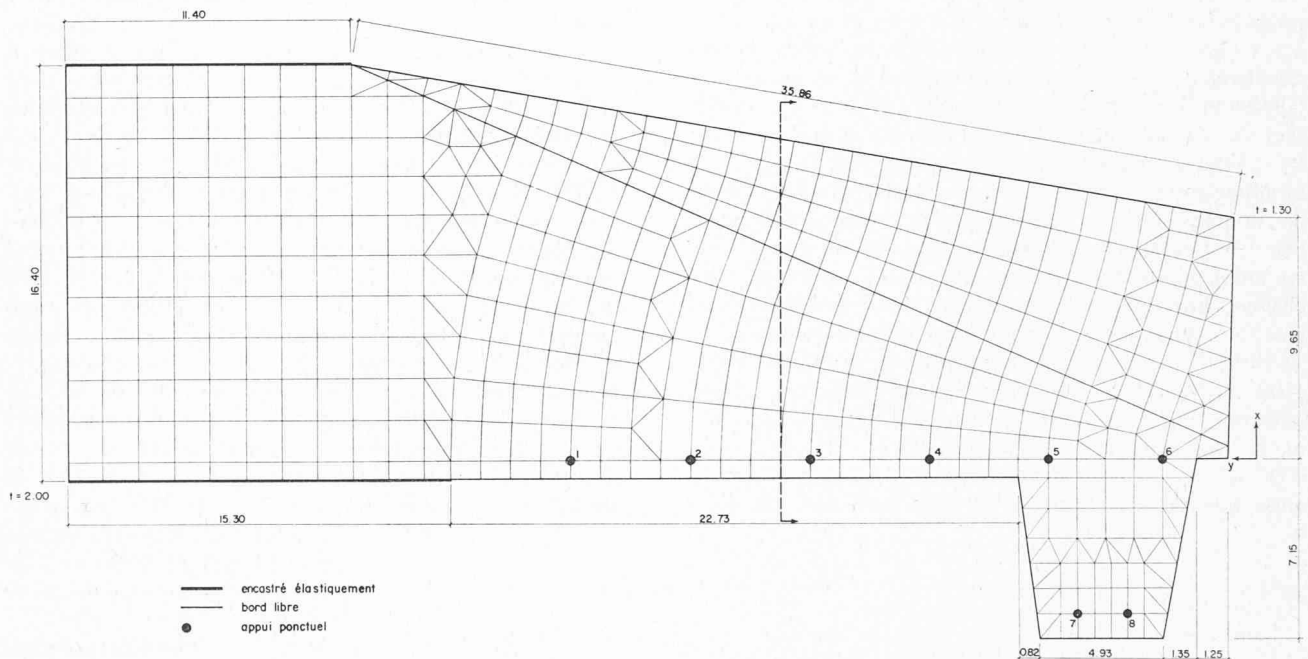 11.40
35.86
t = 1.30
16.40
9.65
x
y
1
2
3
4
5
6
t = 2.00
15.30
22.73
7.15
encastré élastiquement
bord libre
appui ponctuel
7
8
0.82
4.93
1.35
1.25